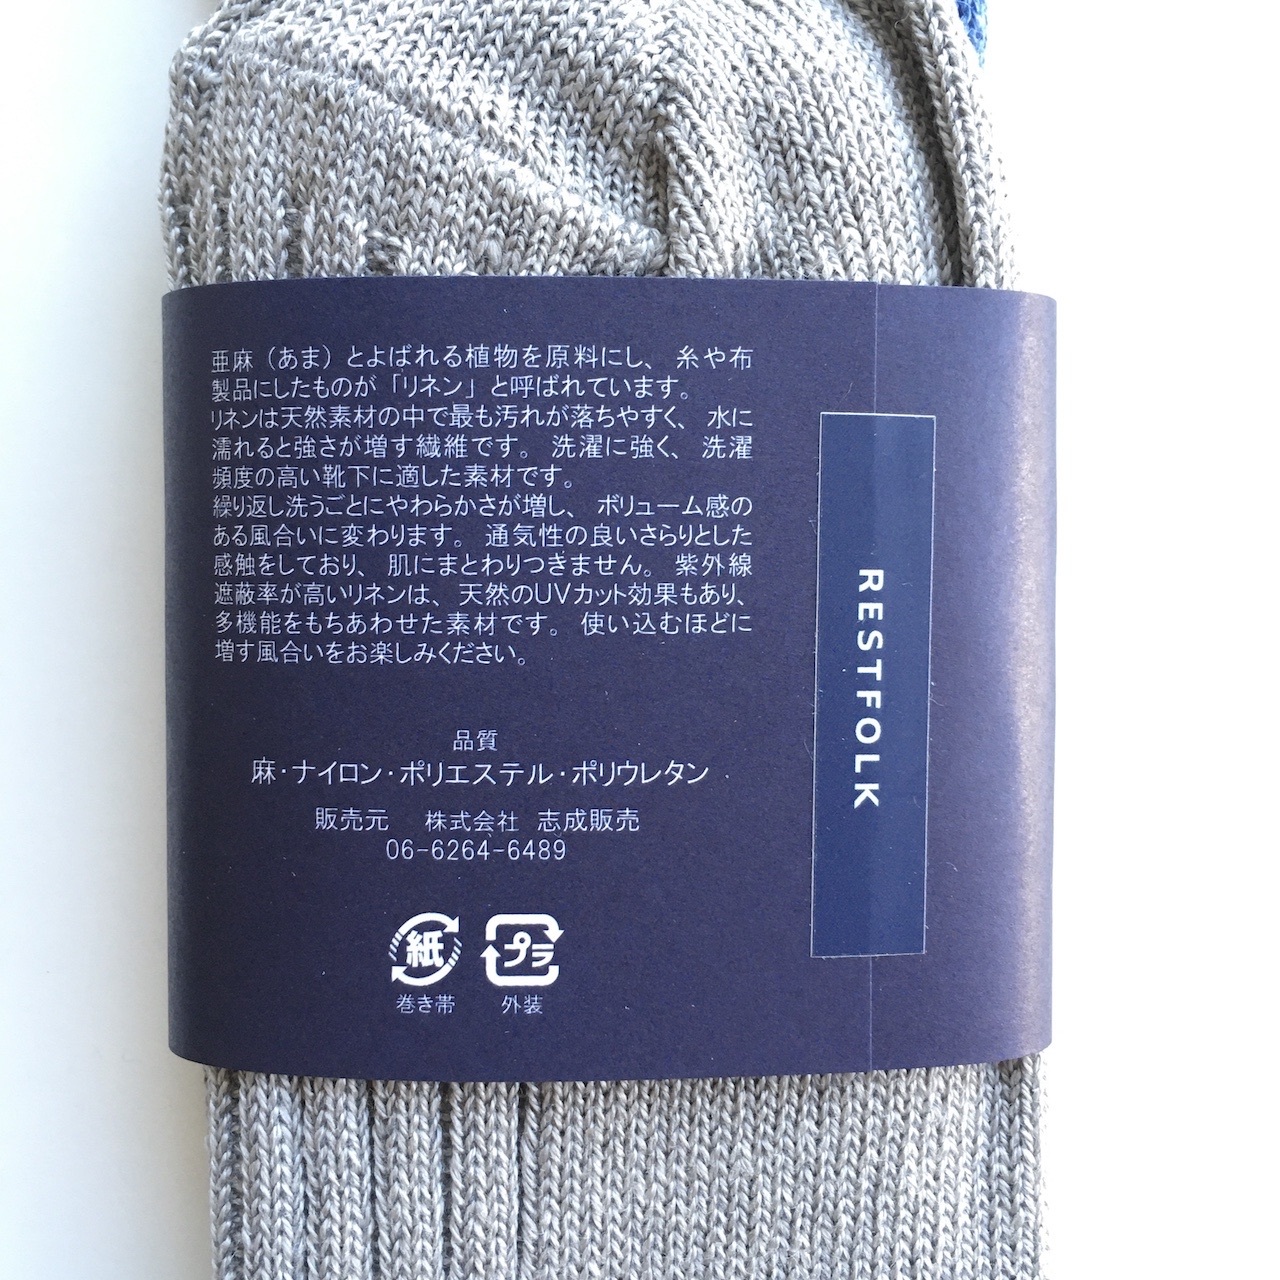 亜麻（あま）とよばれる植物を原料にし、糸や布
製品にしたものが「リネン」と呼ばれています。
リネンは天然素材の中で最も汚れが落ちやすく、水に
濡れると強さが増す繊維です。洗濯に強く、洗濯
頻度の高い靴下に適した素材です。
繰り返し洗うごとにやわらかさが増し、ボリューム感の
ある風合いに変わります。通気性の良いさらりとした
感触をしており、肌にまとわりつきません。紫外線
遮蔽率が高いリネンは、天然のUVカット効果もあり、
多機能をもちあわせた素材です。使い込むほどに
増す風合いをお楽しみください。
品質
麻・ナイロン・ポリエステル・ポリウレタン
販売元 株式会社 志成販売
06-6264-6489
紙 プラ
巻き帯 外装
RESTFOLK